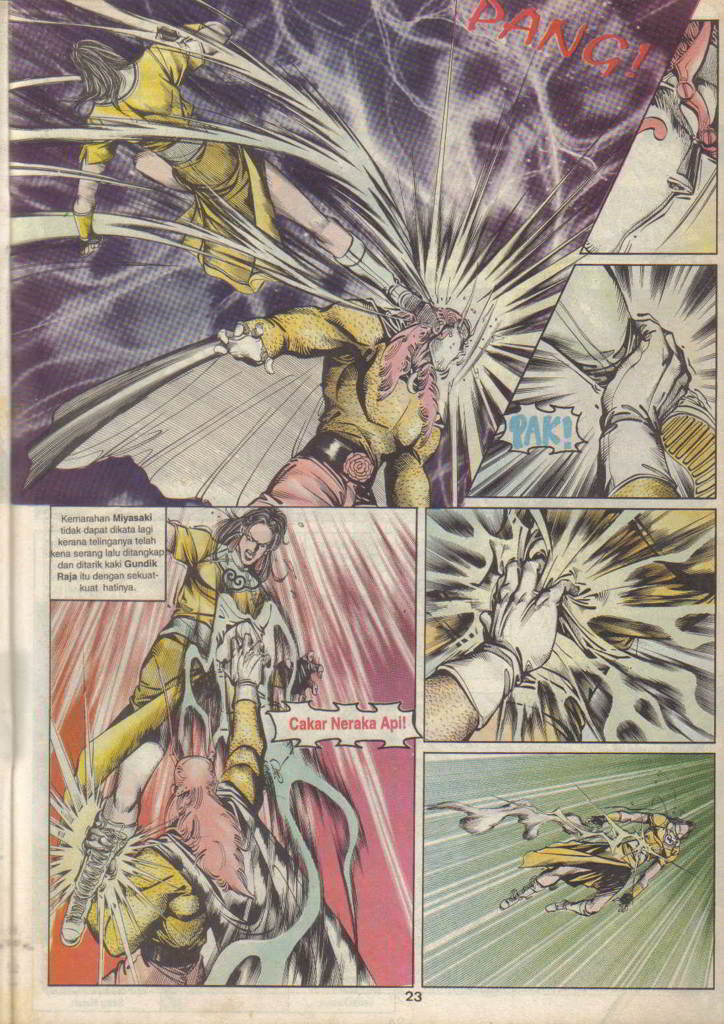 PANG!
PAK!
Kemarahan Miyasaki
tidak dapat dikata lagi
kerana telinganya telah
kena serang lalu ditangkap
dan ditarik kaki Gundik
Raja itu dengan sekuat-
kuat hatinya.
Cakar Neraka Api!
23